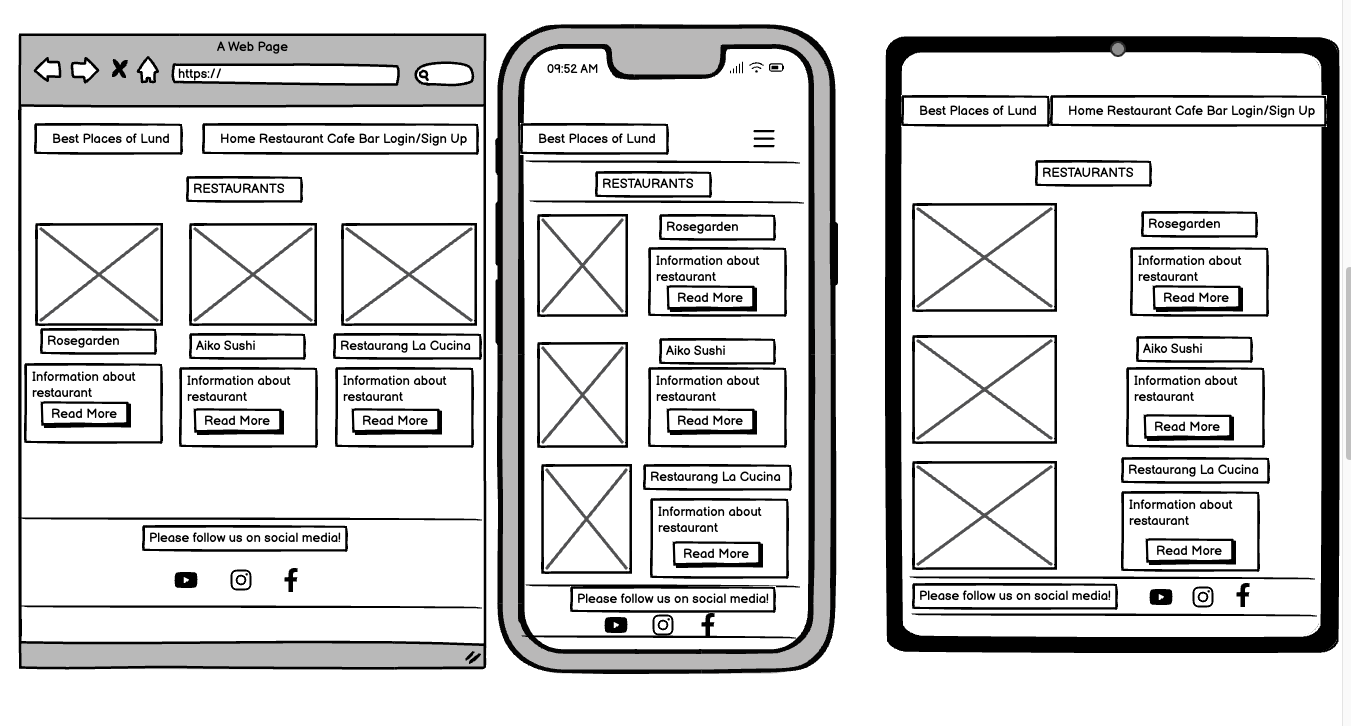 A Web Page
https://
Best Places of Lund
Home Restaurant Cafe Bar Login/Sign Up
RESTAURANTS
Rosegarden
Aiko Sushi
Restaurang La Cucina
Information about
restaurant
Read More
Information about
restaurant
Read More
Information about
restaurant
Read More
Please follow us on social media!
09:52 AM
Best Places of Lund
RESTAURANTS
Rosegarden
Information about
restaurant
Read More
Aiko Sushi
Information about
restaurant
Read More
Restaurang La Cucina
Information about
restaurant
Read More
Please follow us on social media!
Best Places of Lund
Home Restaurant Cafe Bar Login/Sign Up
RESTAURANTS
Rosegarden
Information about
restaurant
Read More
Aiko Sushi
Information about
restaurant
Read More
Restaurang La Cucina
Information about
restaurant
Read More
Please follow us on social media!